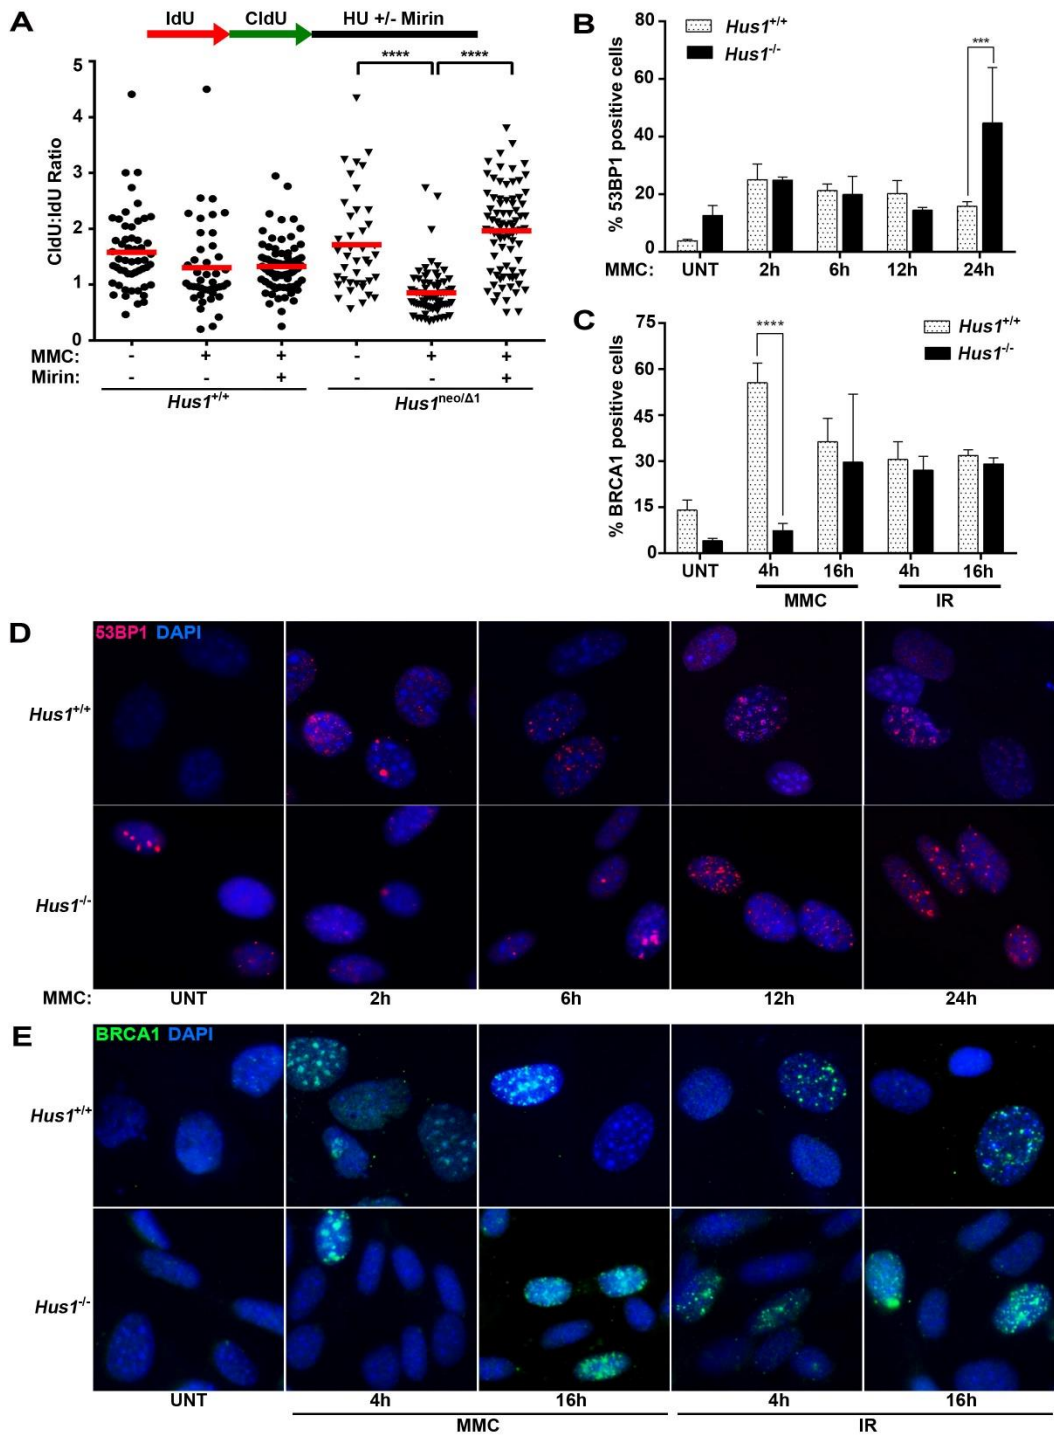 A
IdU CldU HU +/- Mirin
**** ****
5
4
3
2
1
0
CldU:IdU Ratio
MMC: - + + - + +
Mirin: - - + - - +
Hus1+/+ Hus1neo/Δ1
B
Hus1+/+
Hus1-/-
***
80
60
40
20
0
% 53BP1 positive cells
MMC: UNT 2h 6h 12h 24h
C
Hus1+/+
Hus1-/-
****
75
60
45
30
15
0
% BRCA1 positive cells
UNT 4h 16h 4h 16h
MMC IR
D
53BP1 DAPI
Hus1+/+
Hus1-/-
MMC: UNT 2h 6h 12h 24h
E
BRCA1 DAPI
Hus1+/+
Hus1-/-
UNT 4h 16h 4h 16h
MMC IR